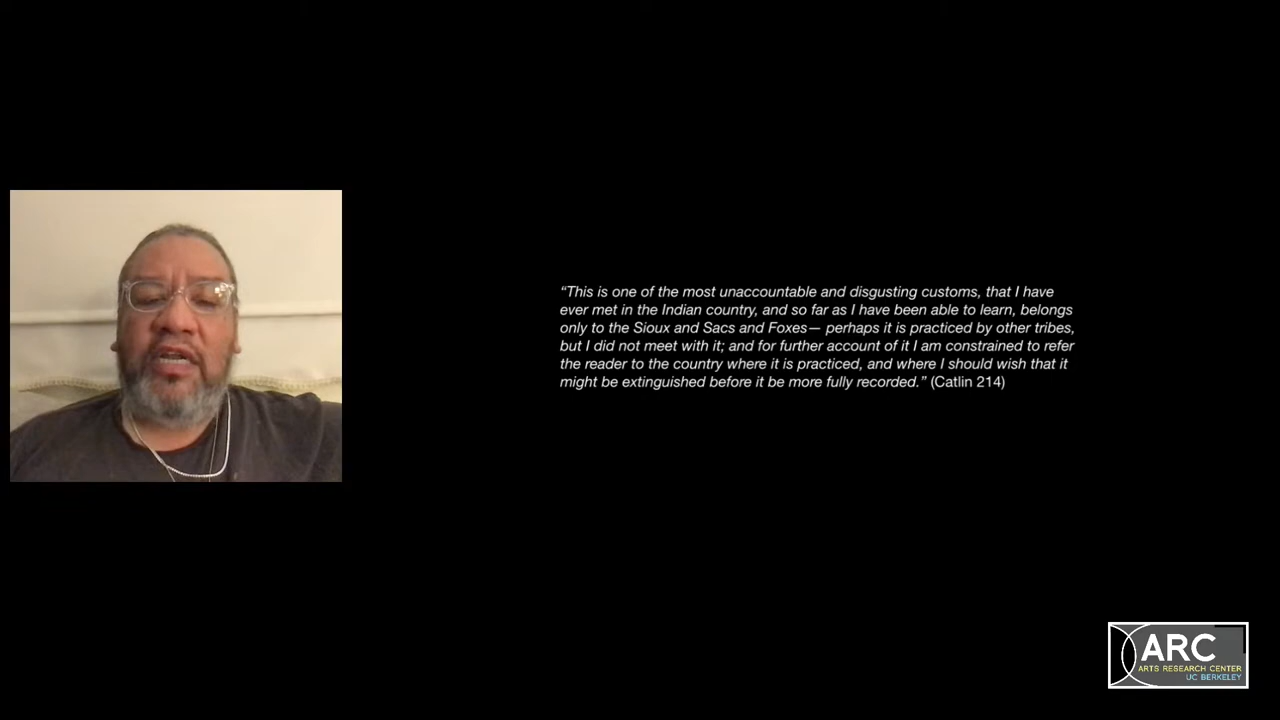 “This is one of the most unaccountable and disgusting customs, that I have
ever met in the Indian country, and so far as I have been able to learn, belongs
only to the Sioux and Sacs and Foxes— perhaps it is practiced by other tribes,
but I did not meet with it; and for further account of it I am constrained to refer
the reader to the country where it is practiced, and where I should wish that it
might be extinguished before it be more fully recorded.” (Catlin 214)
ARC
ARTS RESEARCH CENTER
UC BERKELEY